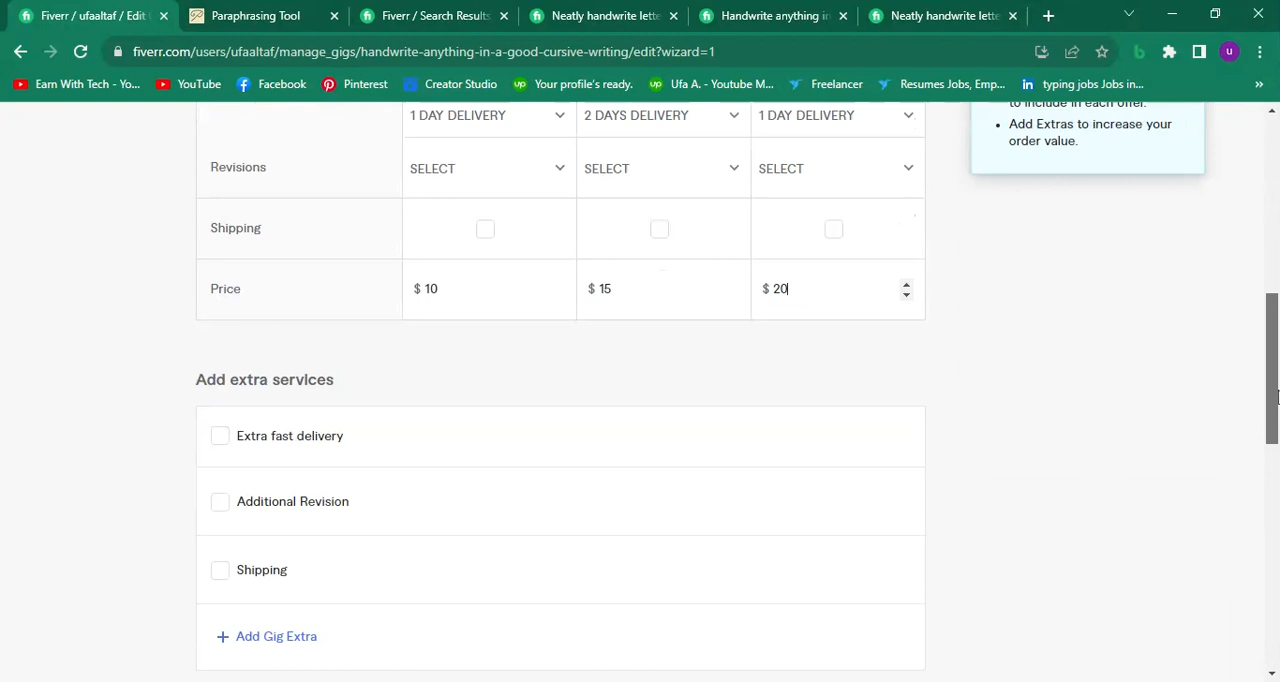 Fiverr / ufaaltaf / Edit
Paraphrasing Tool
Fiverr / Search Results
Neatly handwrite lette
Handwrite anything in
Neatly handwrite lette
fiverr.com/users/ufaaltaf/manage_gigs/handwrite-anything-in-a-good-cursive-writing/edit?wizard=1
U
Earn With Tech - Yo...
YouTube
Facebook
Pinterest
Creator Studio
Your profile's ready.
Ufa A. - Youtube M...
Freelancer
Resumes Jobs, Emp...
typing jobs Jobs in...
»
to include in each offer.
• Add Extras to increase your
order value.
1 DAY DELIVERY 2 DAYS DELIVERY 1 DAY DELIVERY
Revisions SELECT SELECT SELECT
Shipping
Price $ 10 $ 15 $ 20
Add extra services
Extra fast delivery
Additional Revision
Shipping
+ Add Gig Extra